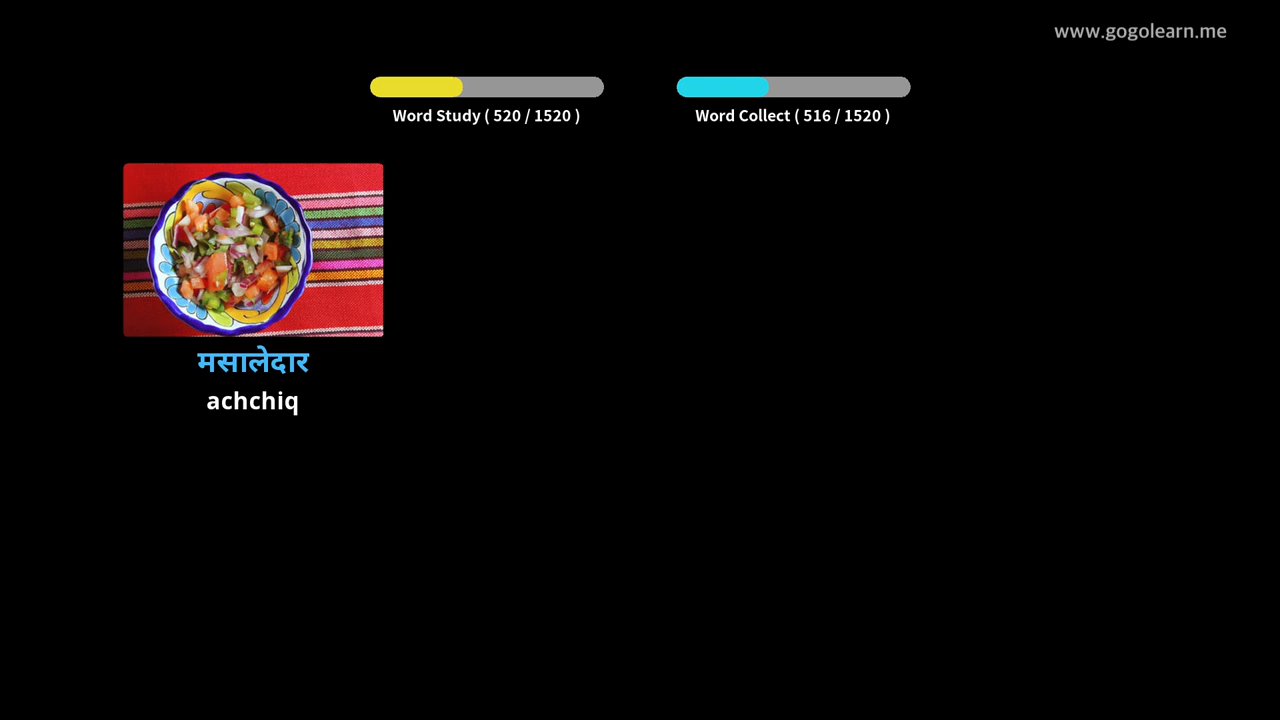 www.gogolearn.me
Word Study ( 520 / 1520 )
Word Collect ( 516 / 1520 )
मसालेदार
achchiq